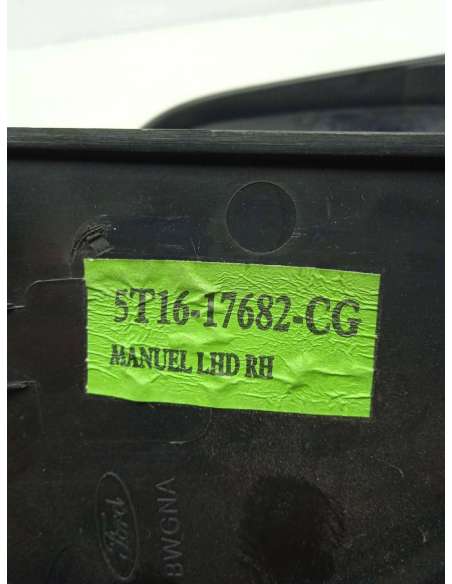 5T16-17682-CG
MANUEL LHD RH
Ford
BWGNA